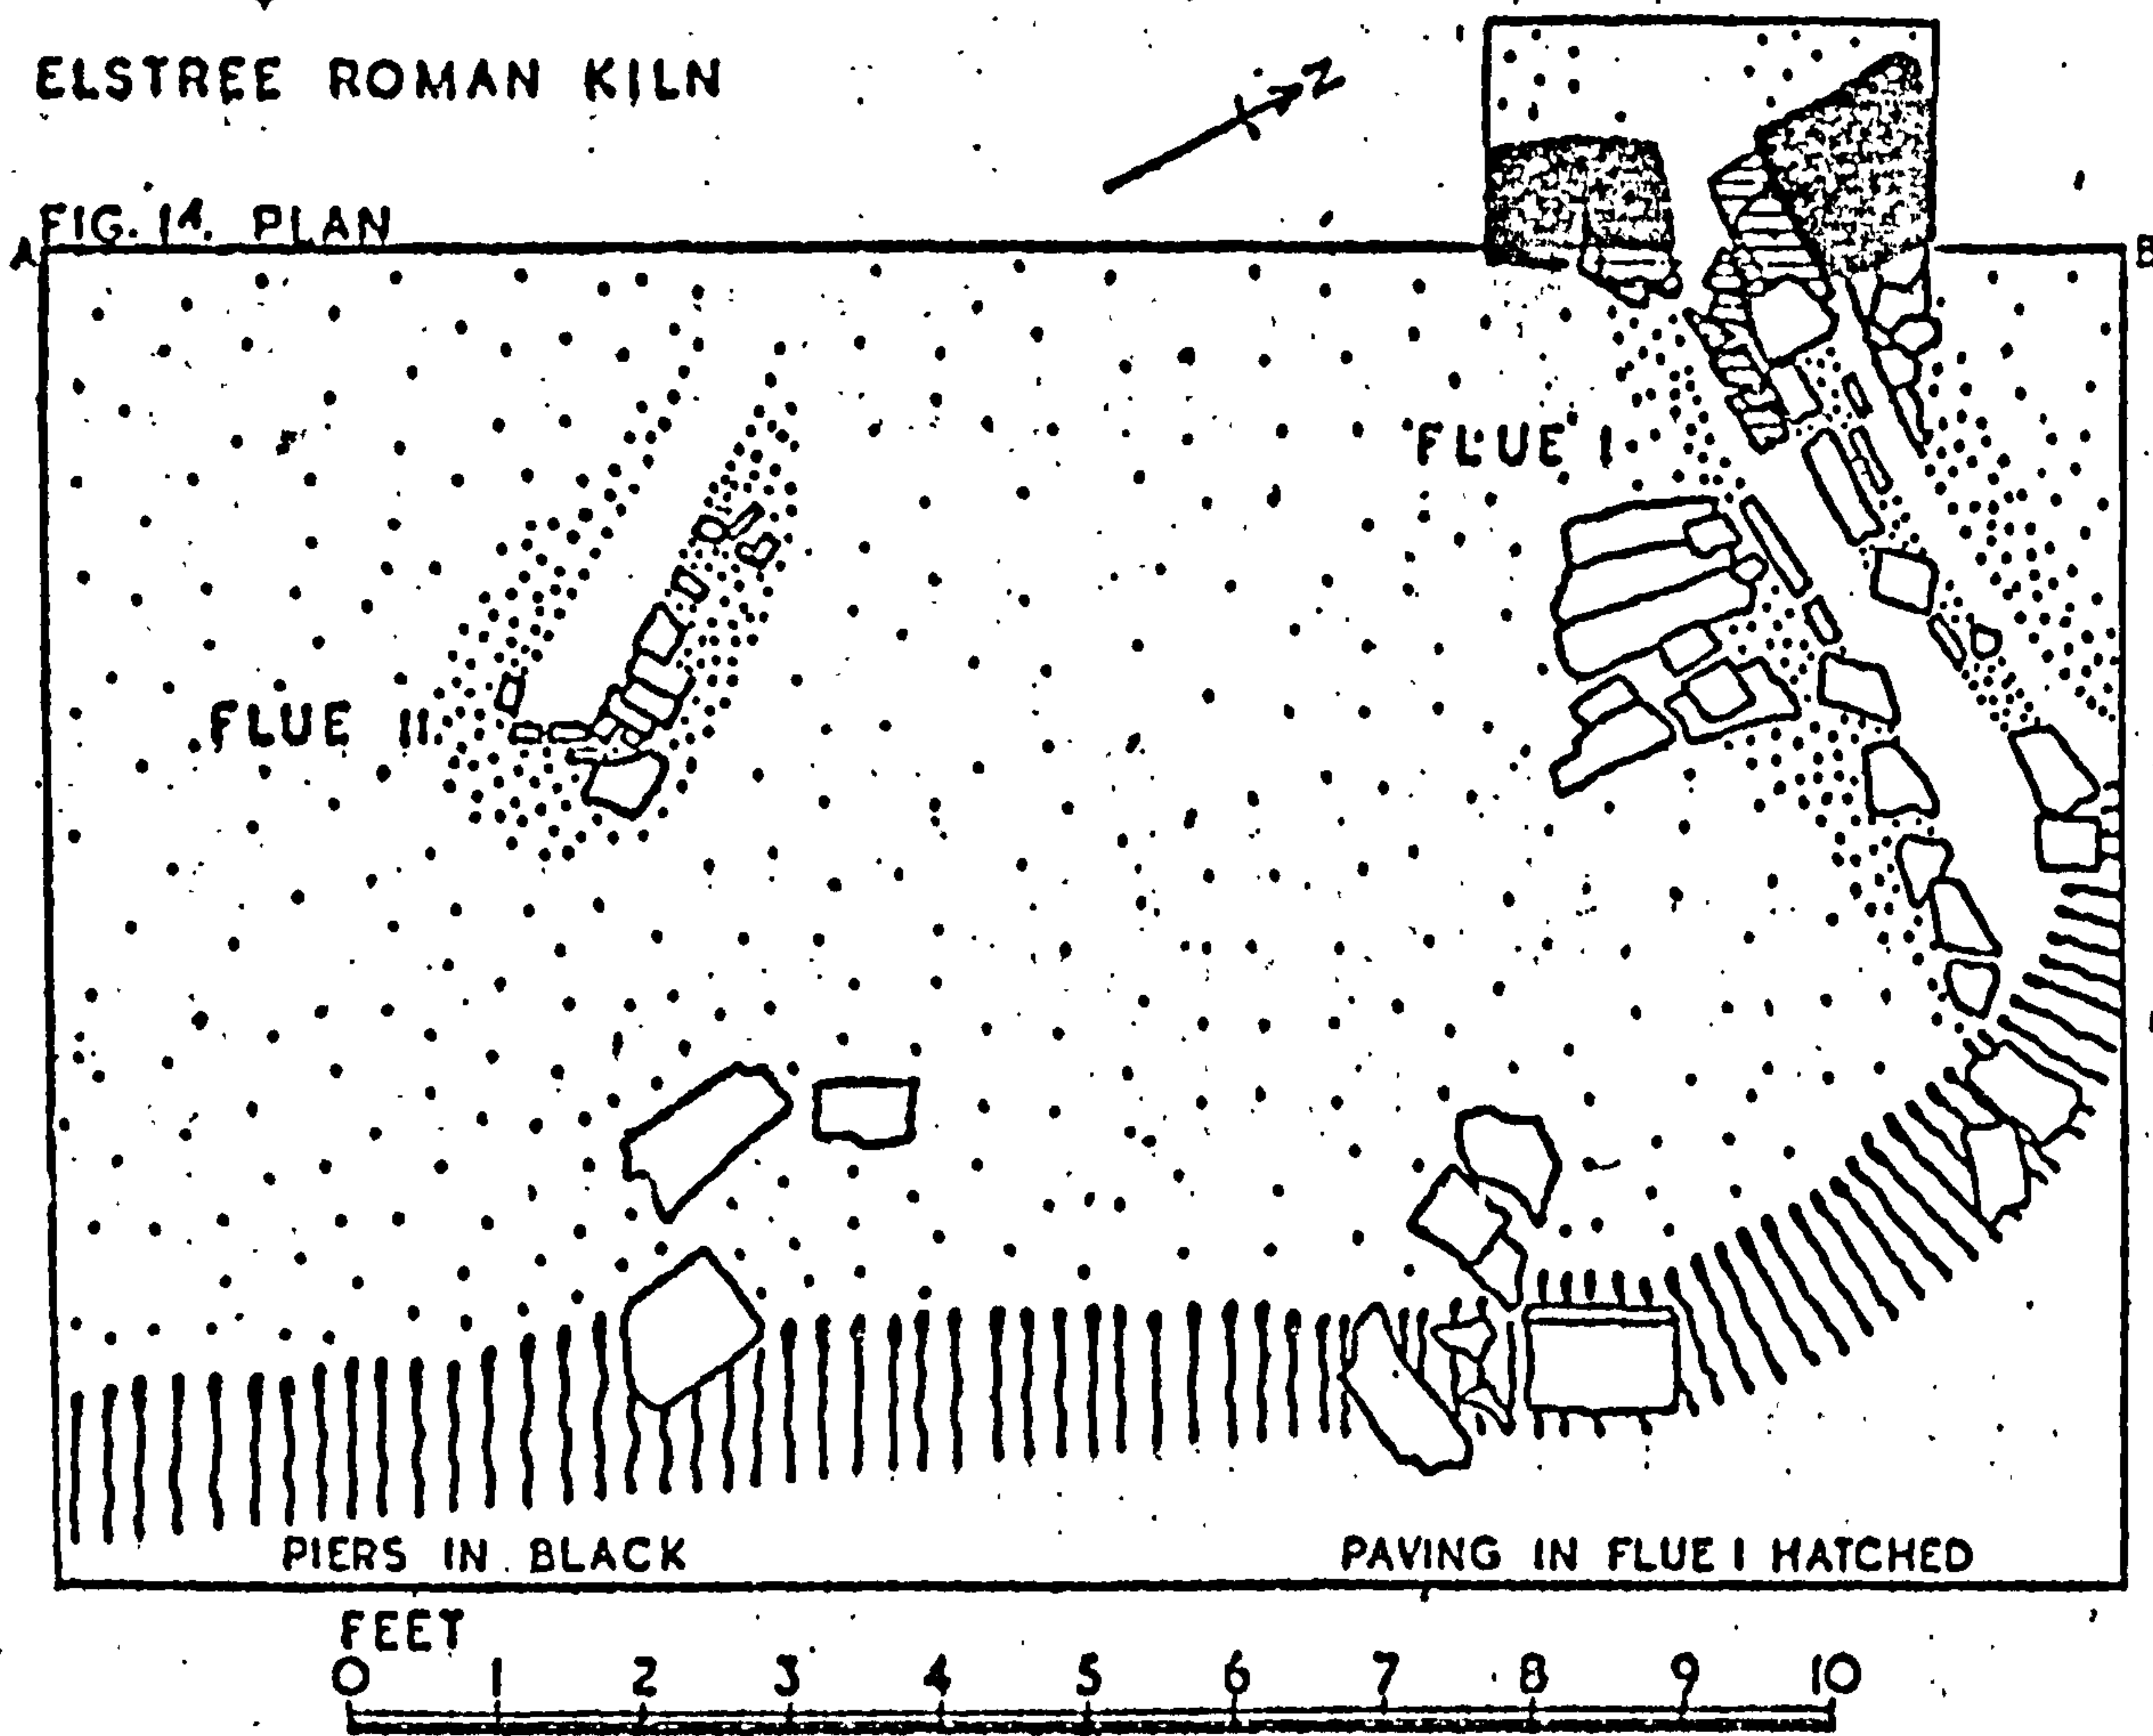 ELSTREE ROMAN KILN
N
FIG. 1A. PLAN
A
B
FLUE I
FLUE II
PIERS IN BLACK
PAVING IN FLUE I HATCHED
FEET
0 1 2 3 4 5 6 7 8 9 10